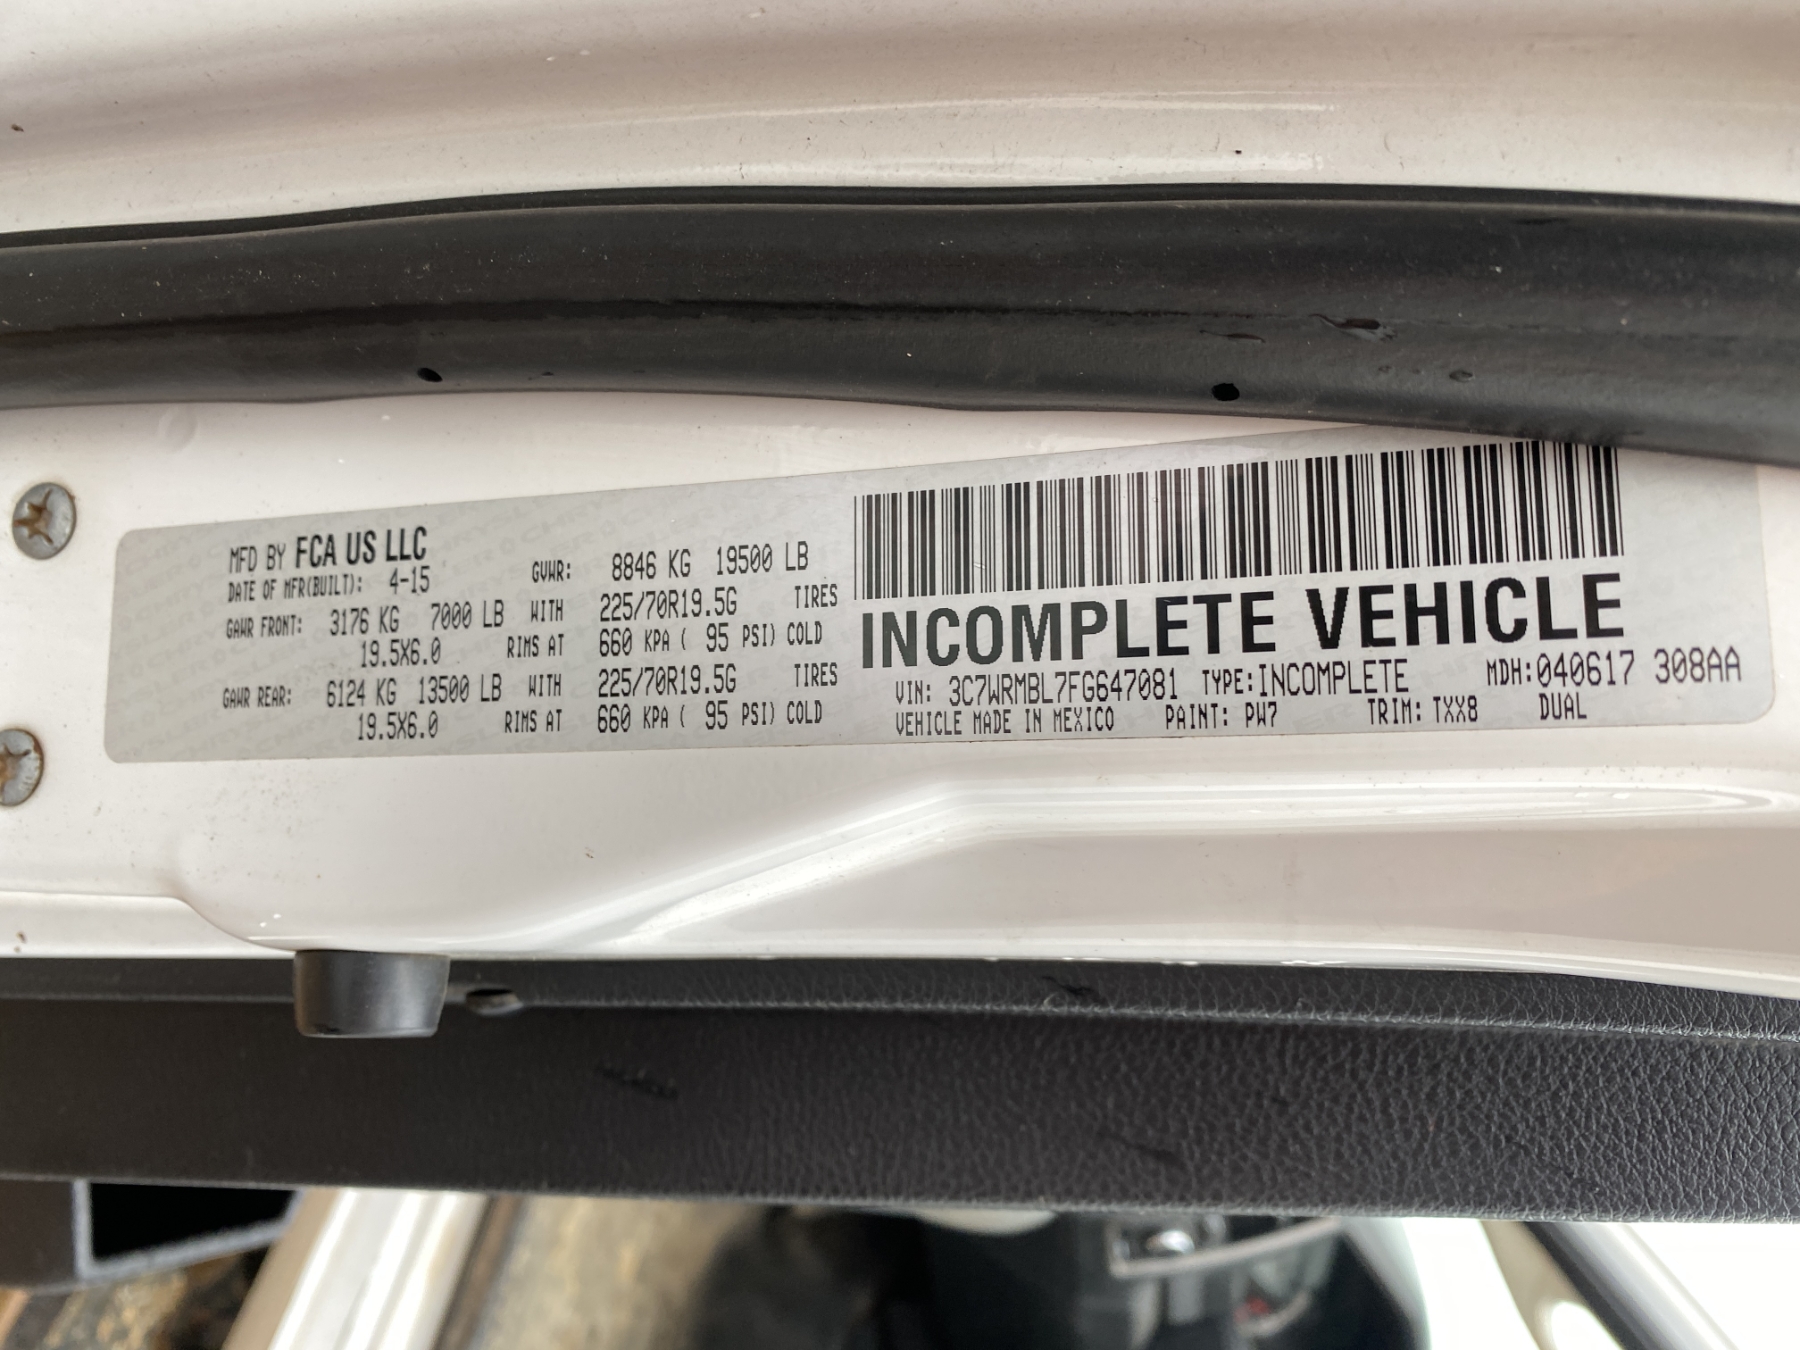 MFD BY FCA US LLC
DATE OF MFR(BUILT): 4-15 GVWR: 8846 KG 19500 LB
GAWR FRONT: 3176 KG 7000 LB WITH 225/70R19.5G TIRES
19.5X6.0 RIMS AT 660 KPA ( 95 PSI) COLD
GAWR REAR: 6124 KG 13500 LB WITH 225/70R19.5G TIRES
19.5X6.0 RIMS AT 660 KPA ( 95 PSI) COLD
INCOMPLETE VEHICLE
VIN: 3C7WRMBL7FG647081 TYPE:INCOMPLETE MDH:040617 308AA
VEHICLE MADE IN MEXICO PAINT: PW7 TRIM: TXX8 DUAL